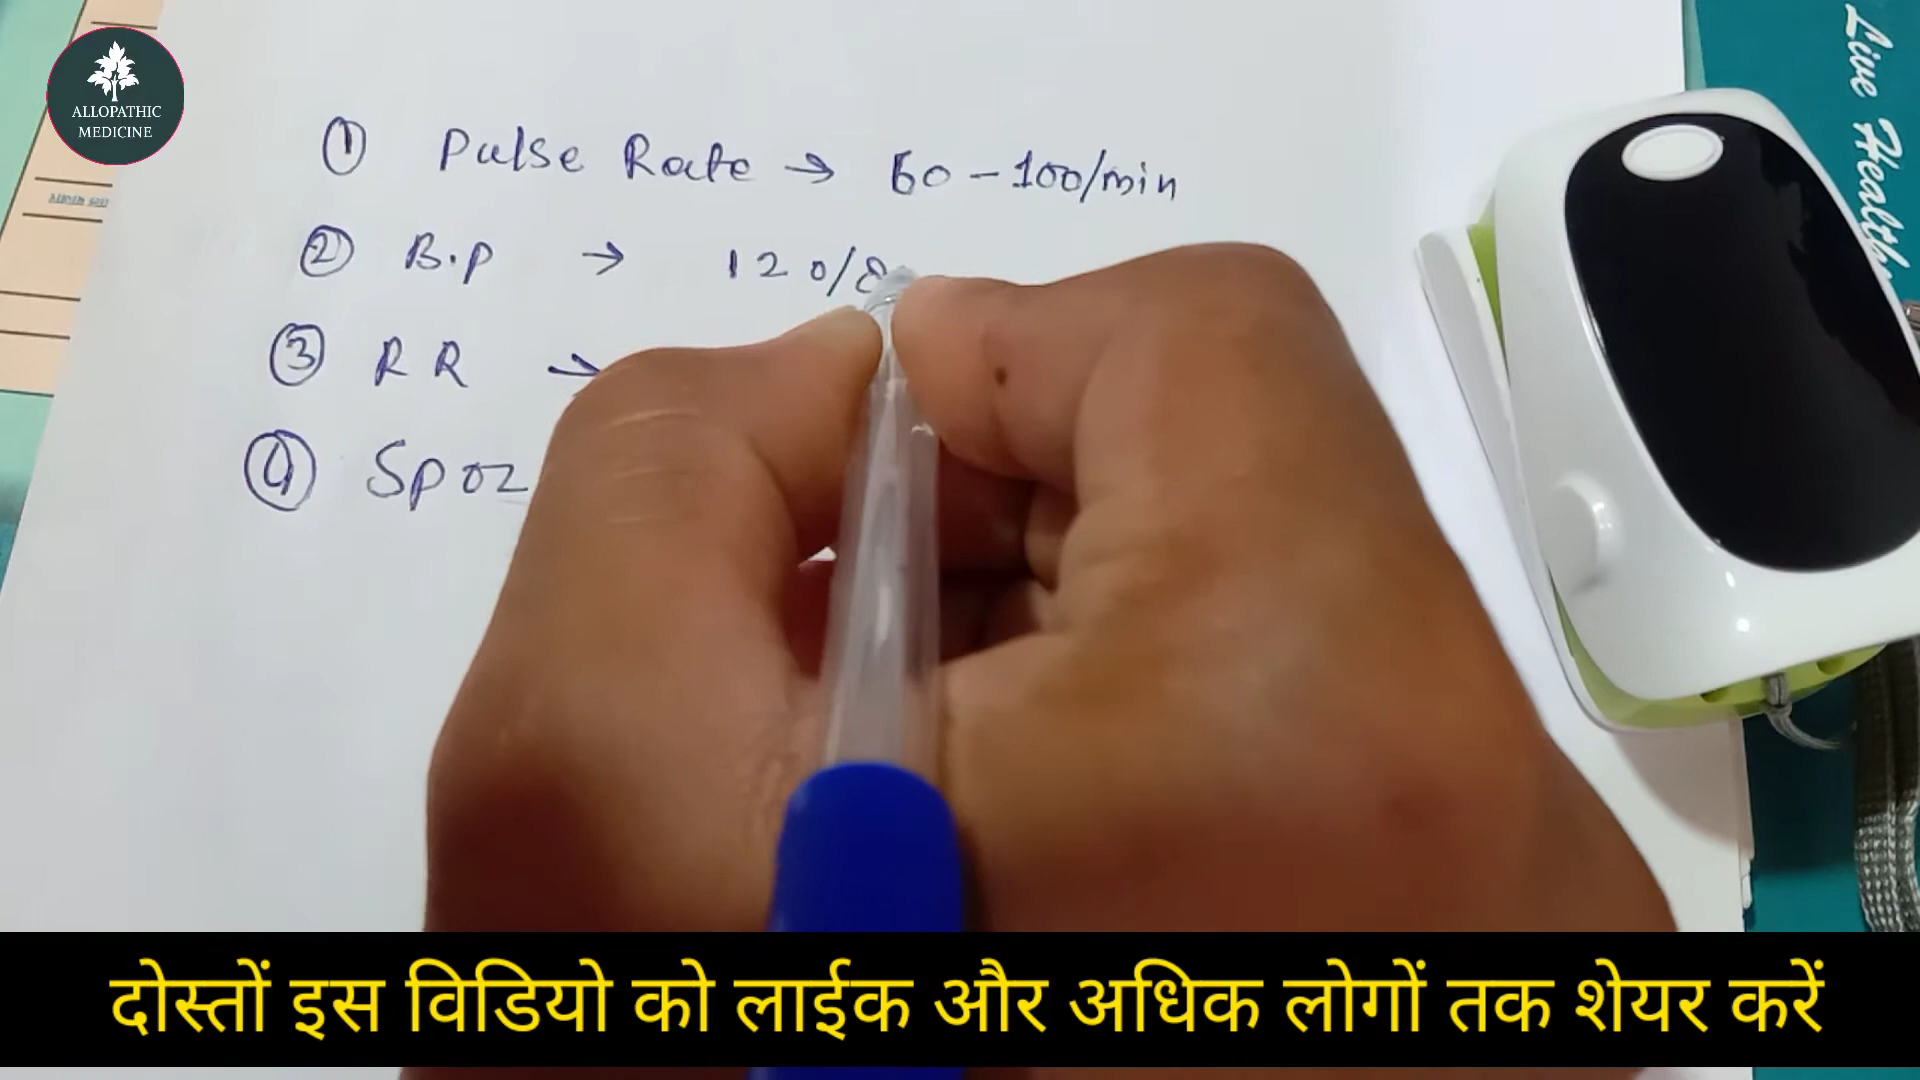 ALLOPATHIC
MEDICINE
Live Health
① Pulse Rate → 60-100/min
② B.P → 120/8
③ RR →
④ Spo2
दोस्तों इस विडियो को लाईक और अधिक लोगों तक शेयर करें